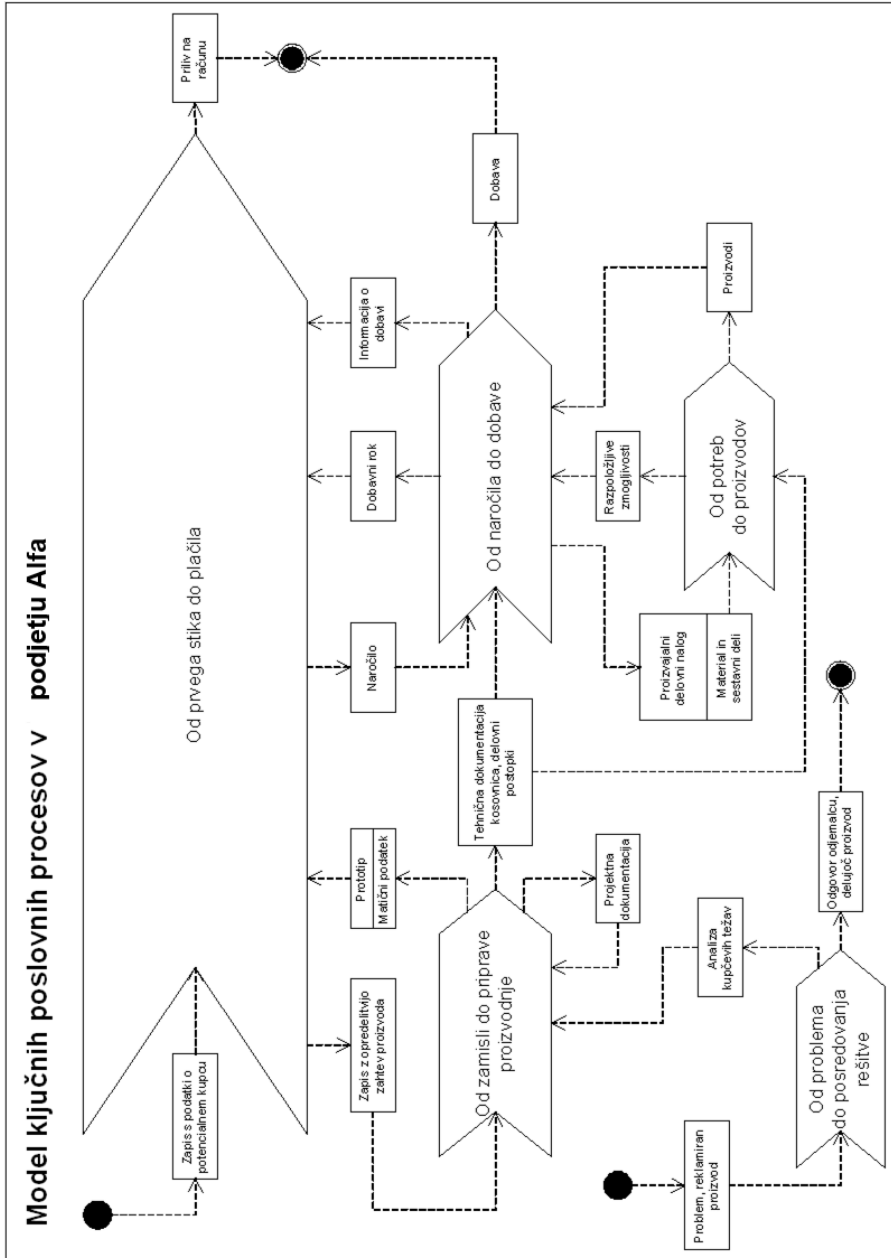 Model ključnih poslovnih procesov v podjetju Alfa
Zapis s podatki o
potencialnem kupcu
Od prvega stika do plačila
Priliv na
računu
Zapis z opredelitvijo
zahtev proizvoda
Prototip
Matični podatek
Naročilo
Dobavni rok
Informacija o
dobavi
Od zamisli do priprave
proizvodnje
Tehnična dokumentacija
kosovnica, delovni
postopki
Od naročila do dobave
Dobava
Projektna
dokumentacija
Proizvajalni
delovni nalog
Material in
sestavni deli
Razpoložljive
zmogljivosti
Od potreb
do proizvodov
Proizvodi
Analiza
kupčevih težav
Problem, reklamiran
proizvod
Od problema
do posredovanja
rešitve
Odgovor odjemalcu,
delujoč proizvod